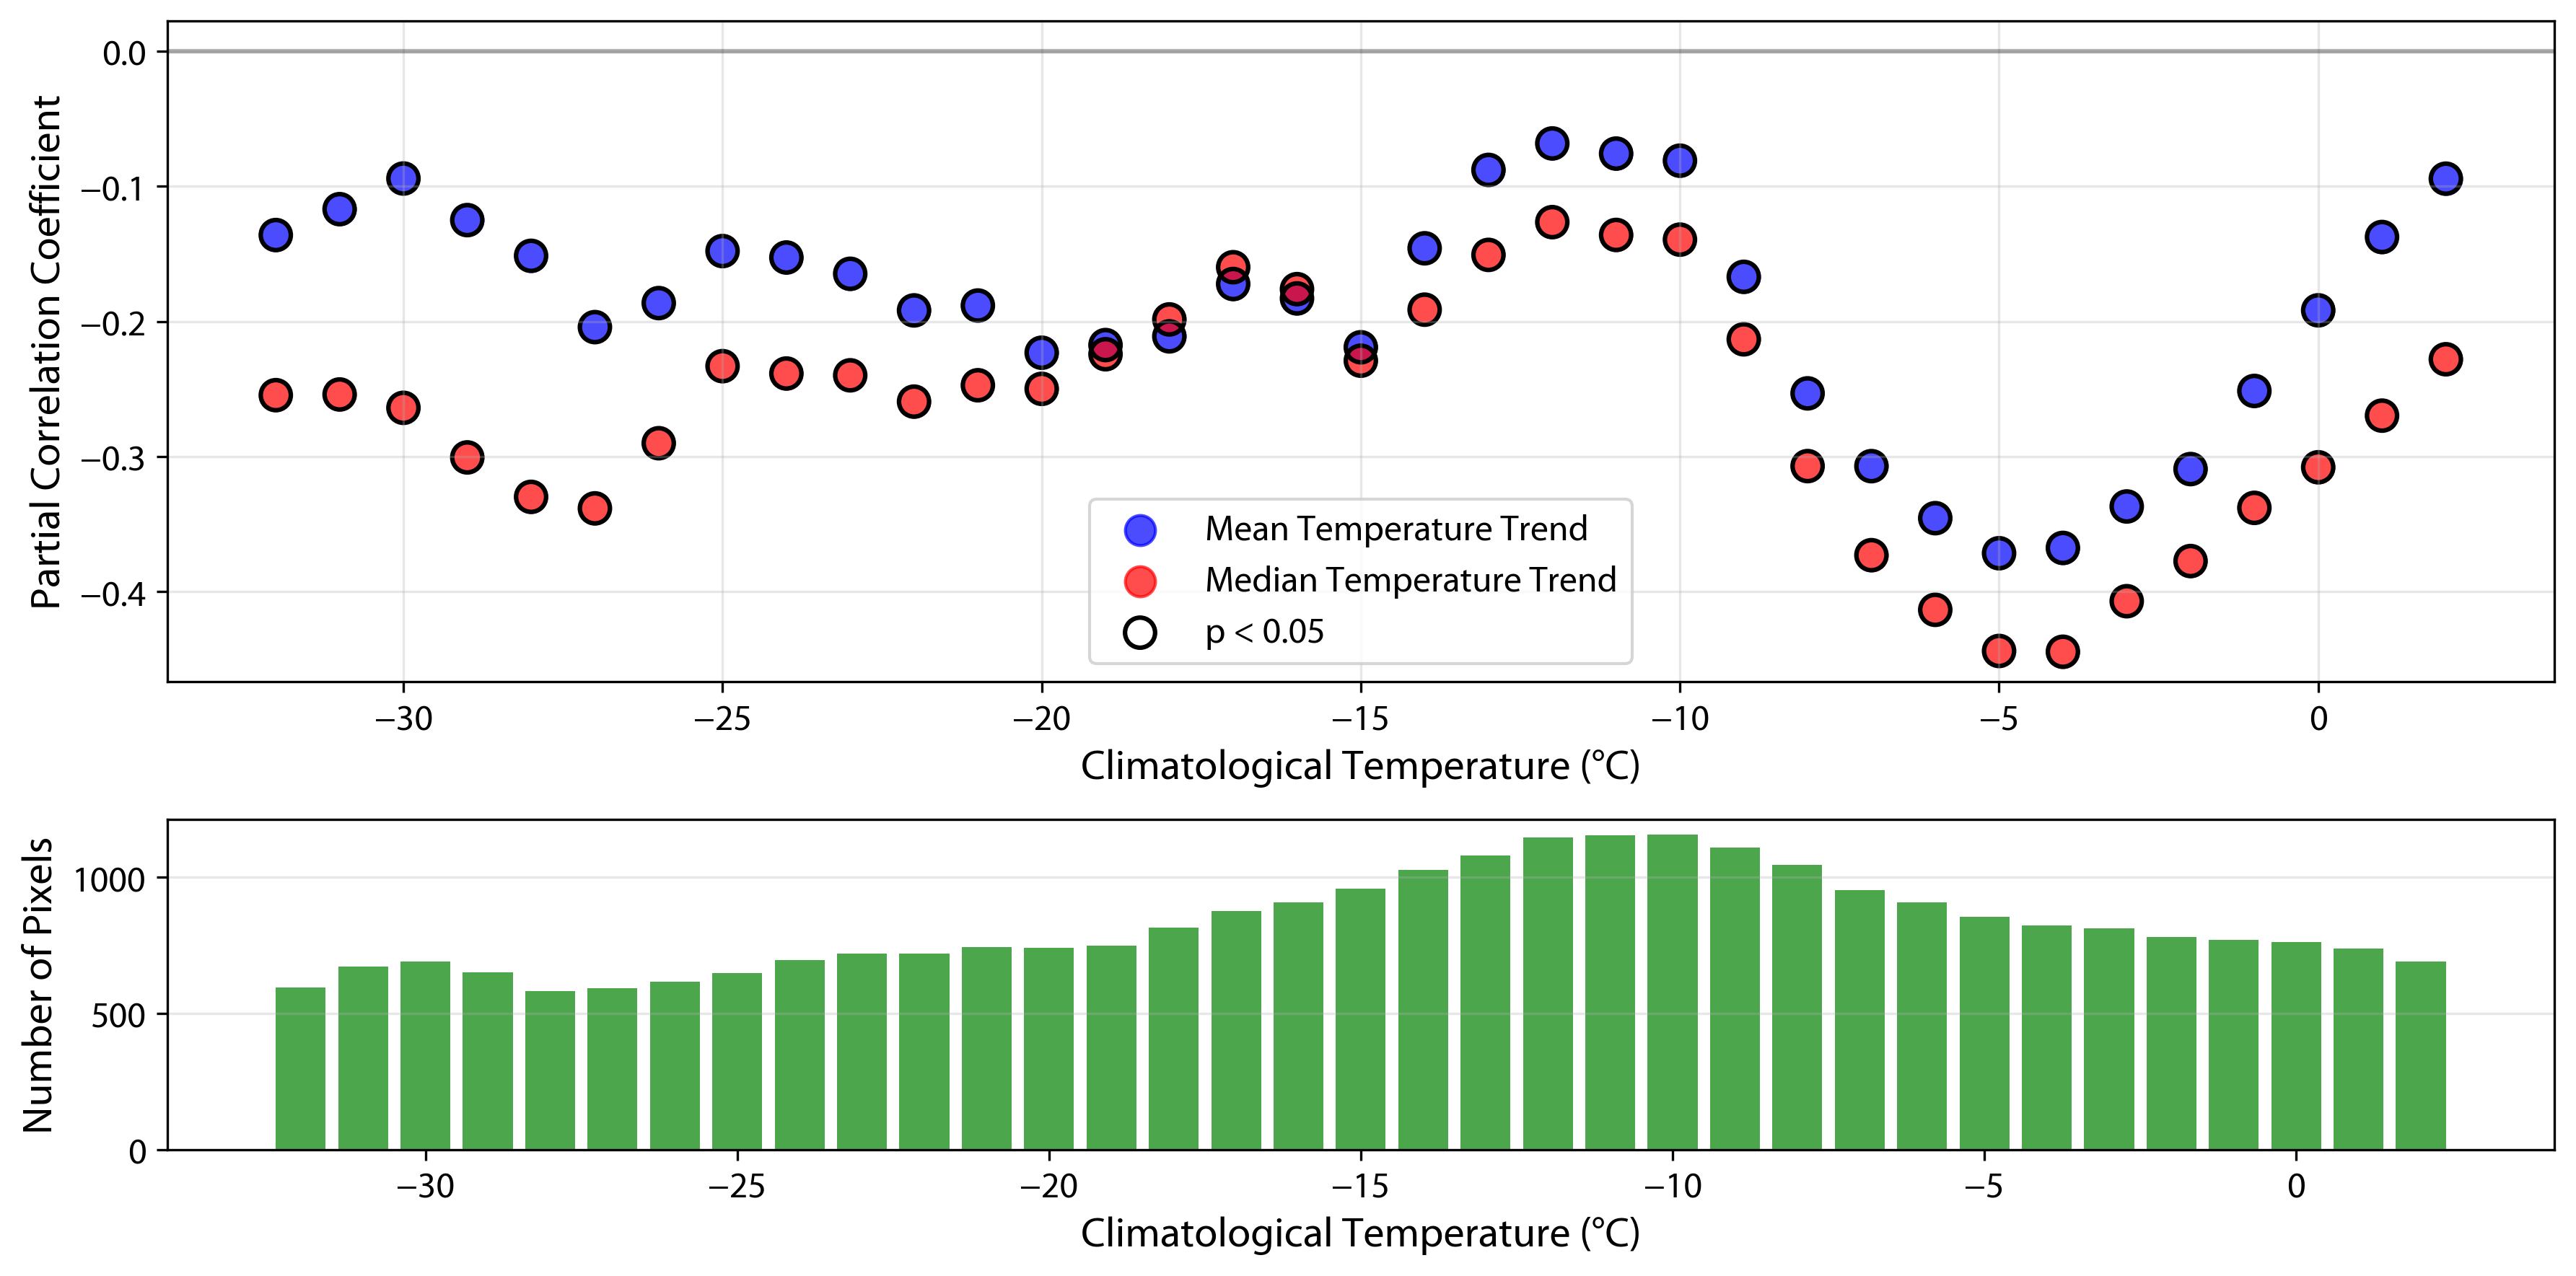 0.0
−0.1
−0.2
−0.3
−0.4
Partial Correlation Coefficient
Mean Temperature Trend
Median Temperature Trend
p < 0.05
−30 −25 −20 −15 −10 −5 0
Climatological Temperature (°C)
1000
500
0
Number of Pixels
−30 −25 −20 −15 −10 −5 0
Climatological Temperature (°C)